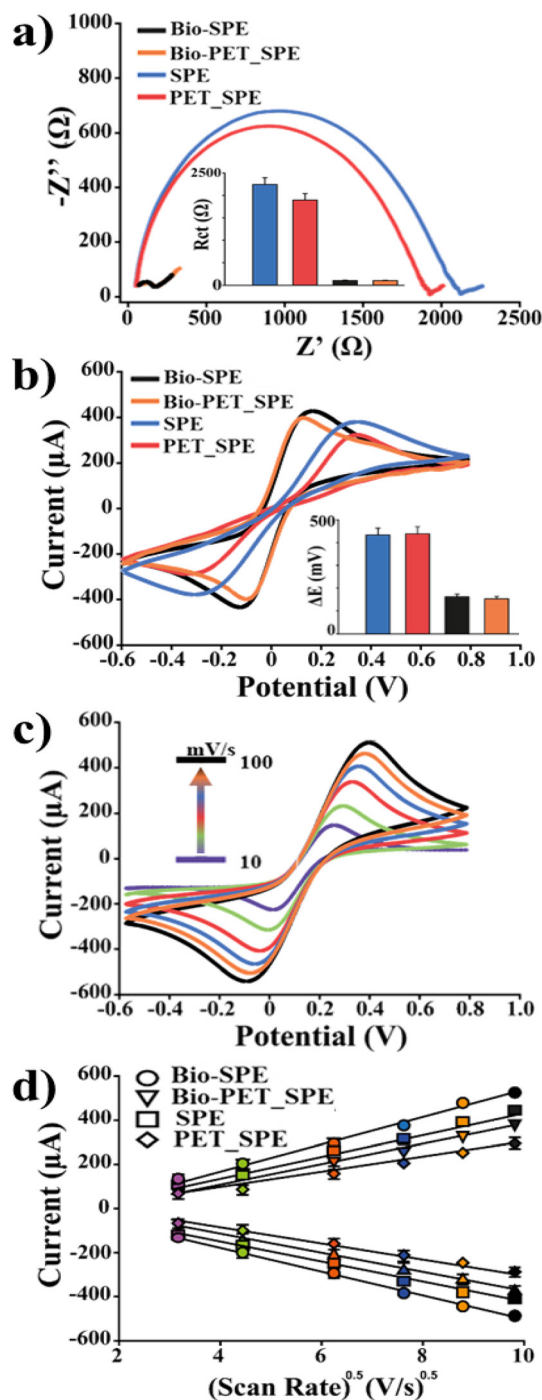 a)
Bio-SPE
Bio-PET_SPE
SPE
PET_SPE
-Z’’ (Ω)
1000
800
600
400
200
0
Rct (Ω)
2500
0
0
500
1000
1500
2000
2500
Z’ (Ω)
b)
Bio-SPE
Bio-PET_SPE
SPE
PET_SPE
Current (µA)
600
400
200
0
-200
-400
-600
ΔE (mV)
500
0
-0.6
-0.4
-0.2
0
0.2
0.4
0.6
0.8
1.0
Potential (V)
c)
mV/s
100
10
Current (µA)
600
400
200
0
-200
-400
-600
-0.6
-0.4
-0.2
0
0.2
0.4
0.6
0.8
1.0
Potential (V)
d)
Bio-SPE
Bio-PET_SPE
SPE
PET_SPE
Current (µA)
600
400
200
0
-200
-400
-600
2
4
6
8
10
(Scan Rate)^0.5 (V/s)^0.5